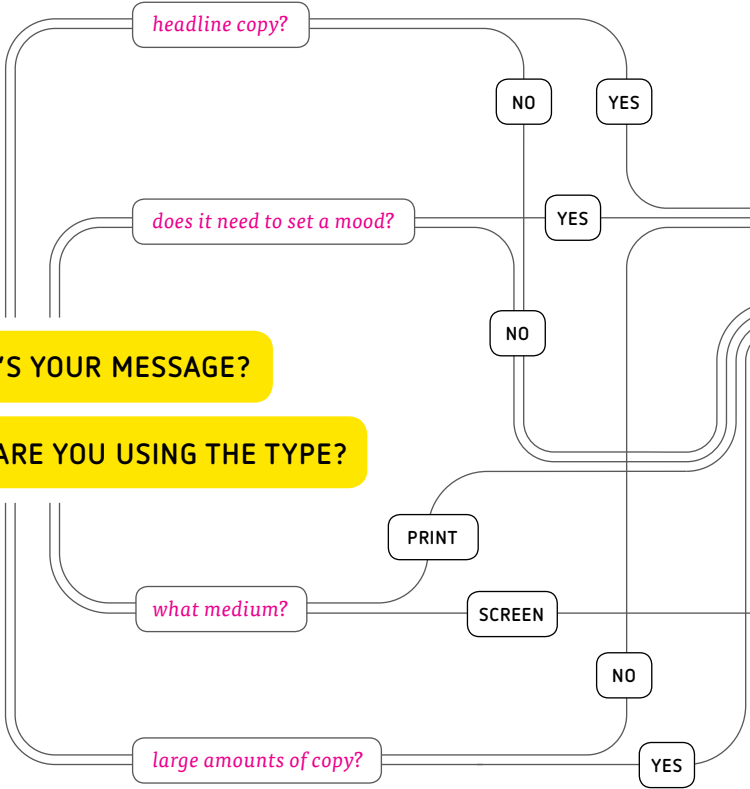 headline copy?
NO
YES
does it need to set a mood?
YES
NO
'S YOUR MESSAGE?
ARE YOU USING THE TYPE?
PRINT
what medium?
SCREEN
NO
large amounts of copy?
YES